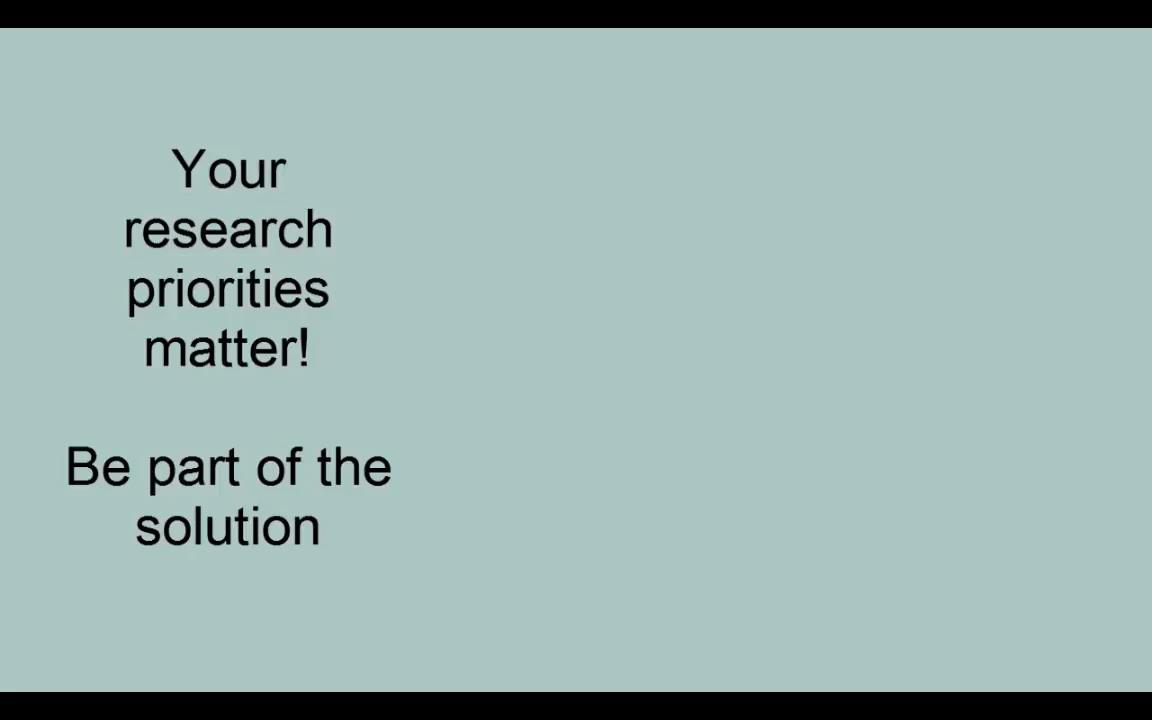 Your
research
priorities
matter!
Be part of the
solution